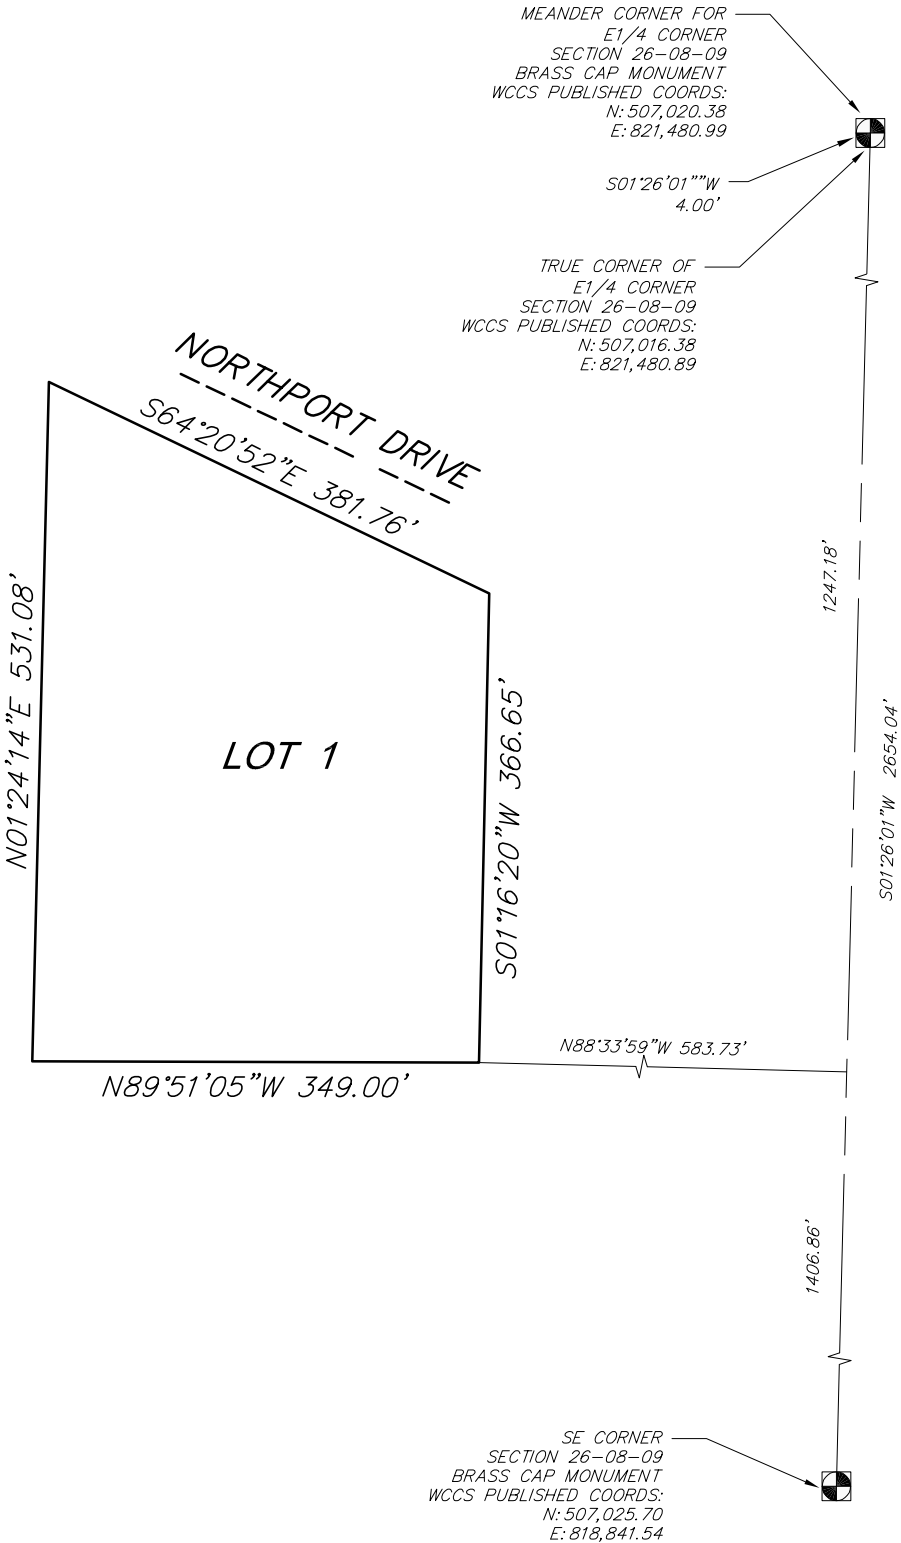 MEANDER CORNER FOR
E1/4 CORNER
SECTION 26-08-09
BRASS CAP MONUMENT
WCCS PUBLISHED COORDS:
N: 507,020.38
E: 821,480.99
S01°26'01""W
4.00'
TRUE CORNER OF
E1/4 CORNER
SECTION 26-08-09
WCCS PUBLISHED COORDS:
N: 507,016.38
E: 821,480.89
NORTHPORT DRIVE
S64°20'52"E 381.76'
N01°24'14"E 531.08'
LOT 1
S01°16'20"W 366.65'
N89°51'05"W 349.00'
N88°33'59"W 583.73'
1247.18'
S01°26'01"W 2654.04'
1406.86'
SE CORNER
SECTION 26-08-09
BRASS CAP MONUMENT
WCCS PUBLISHED COORDS:
N: 507,025.70
E: 818,841.54